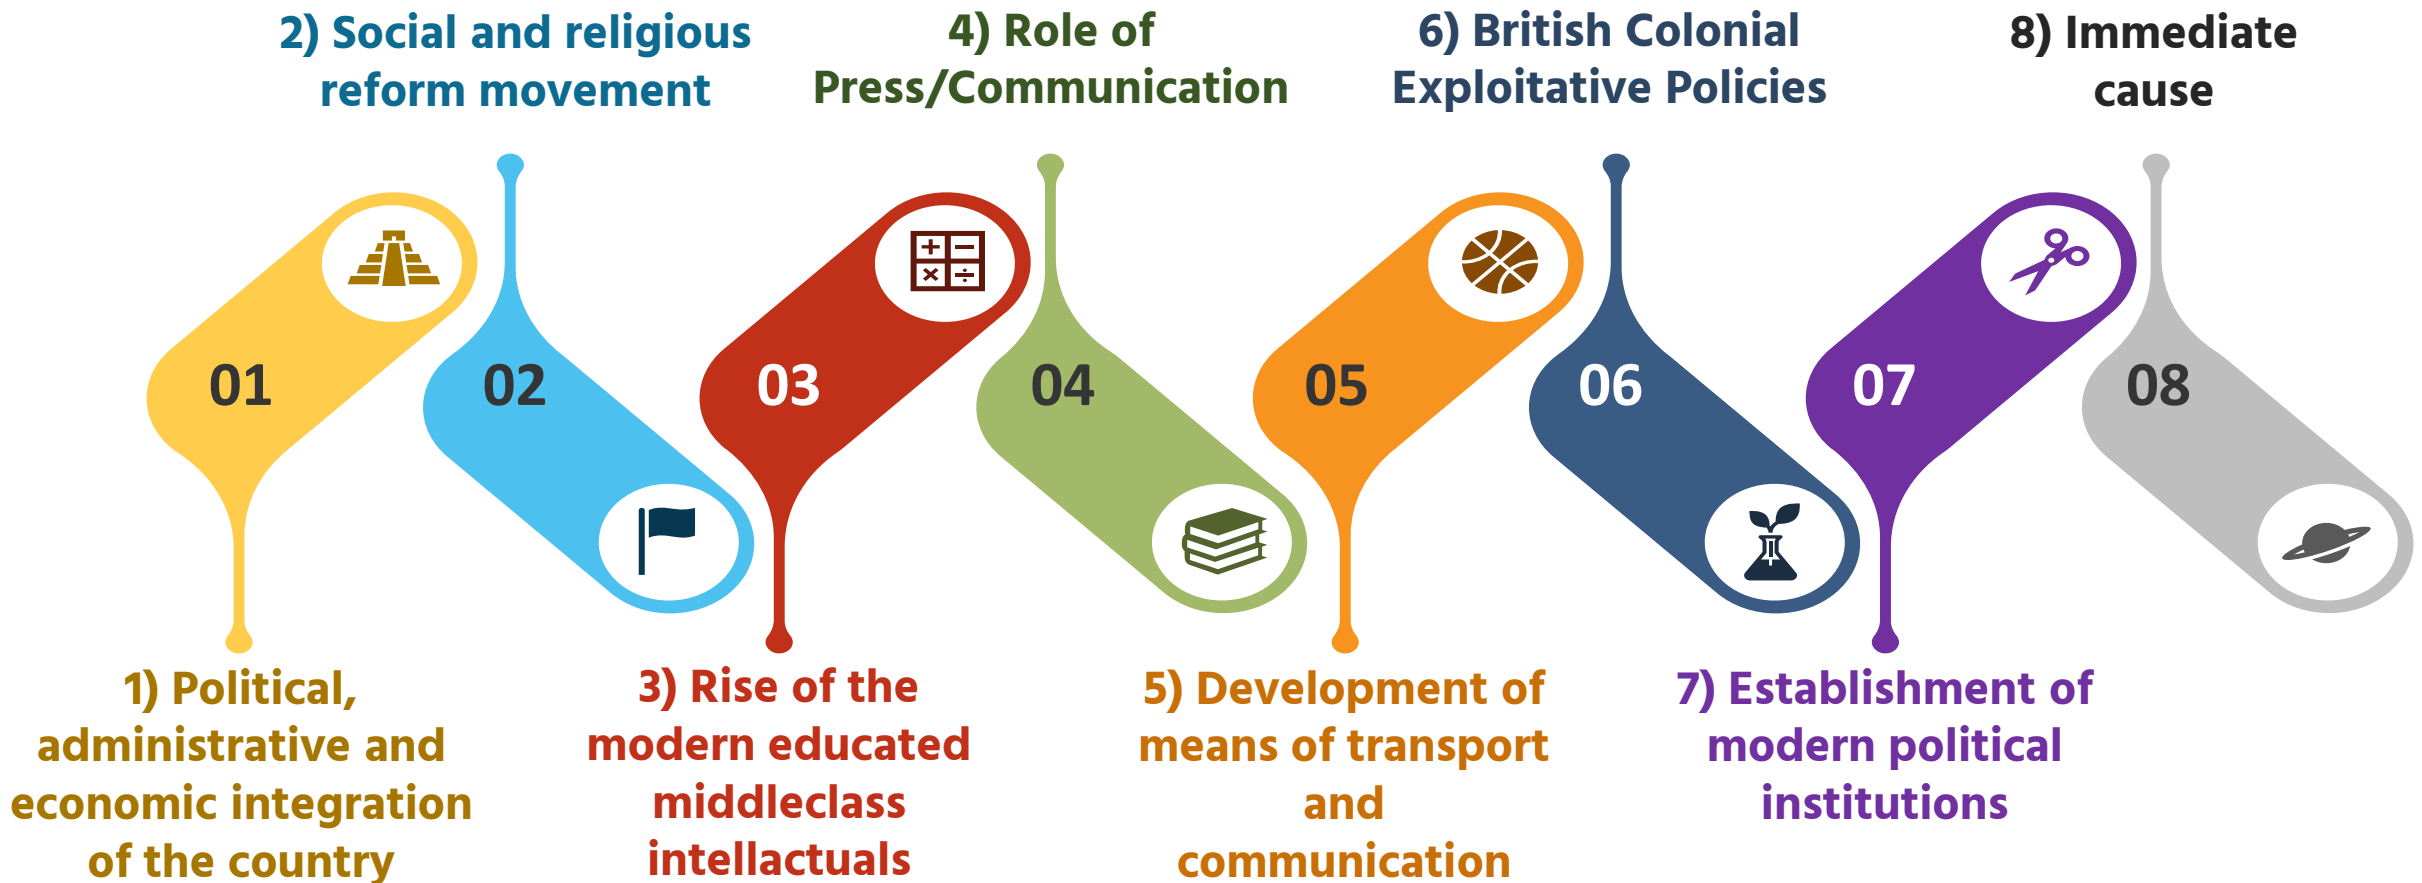 2) Social and religious
reform movement
4) Role of
Press/Communication
6) British Colonial
Exploitative Policies
8) Immediate
cause
01
02
03
04
05
06
07
08
1) Political,
administrative and
economic integration
of the country
3) Rise of the
modern educated
middleclass
intellactuals
5) Development of
means of transport
and
communication
7) Establishment of
modern political
institutions